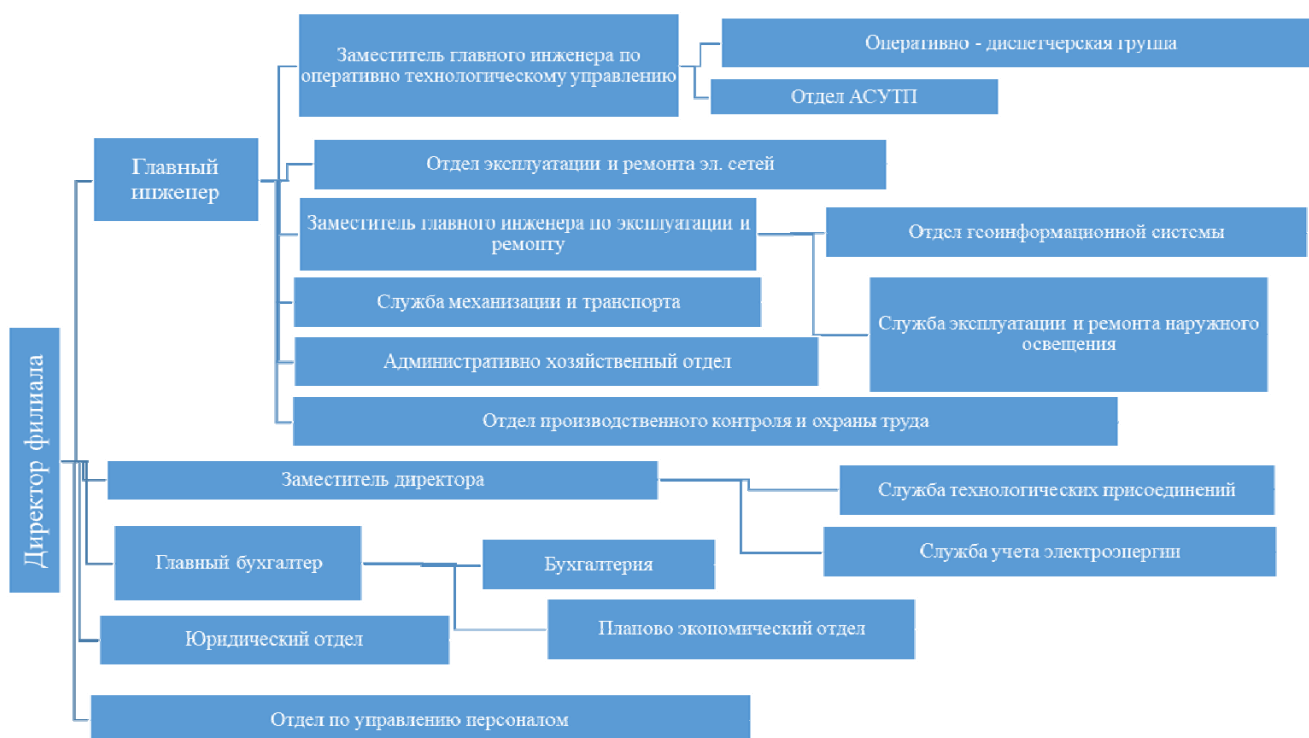 Заместитель главного инженера по
оперативно технологическому управлению
Оперативно - диспетчерская группа
Отдел АСУТП
Главный
инженер
Отдел эксплуатации и ремонта эл. сетей
Заместитель главного инженера по эксплуатации и
ремонту
Отдел геоинформационной системы
Служба механизации и транспорта
Служба эксплуатации и ремонта наружного
освещения
Административно хозяйственный отдел
Отдел производственного контроля и охраны труда
Директор филиала
Заместитель директора
Служба технологических присоединений
Служба учета электроэнергии
Главный бухгалтер
Бухгалтерия
Планово экономический отдел
Юридический отдел
Отдел по управлению персоналом